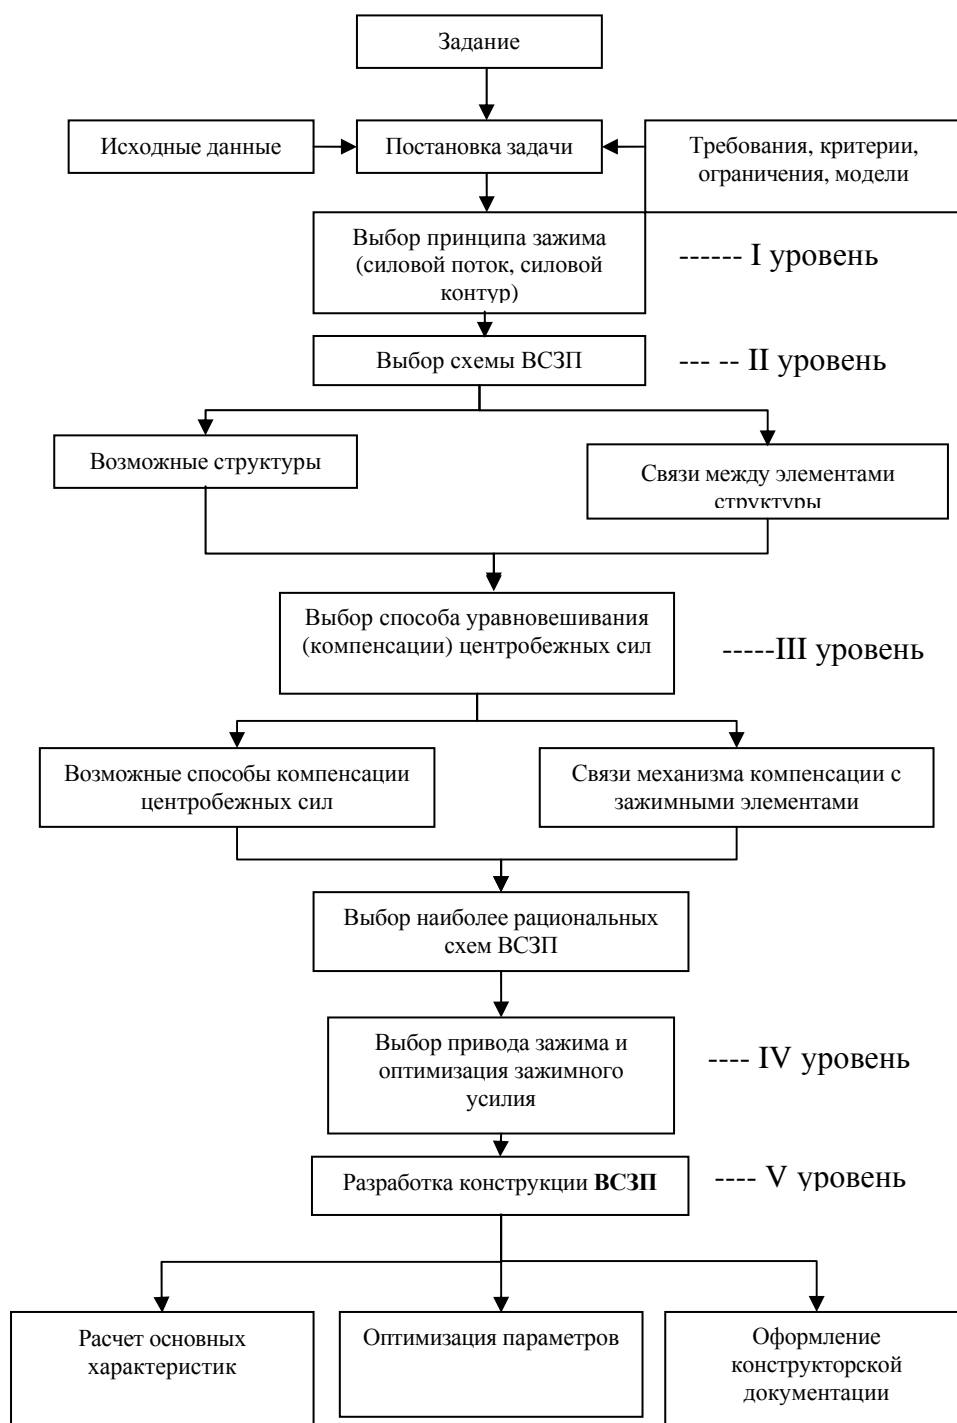 Задание
Исходные данные
Постановка задачи
Требования, критерии,
ограничения, модели
Выбор принципа зажима
(силовой поток, силовой
контур)
------ I уровень
Выбор схемы ВСЗП
--- -- II уровень
Возможные структуры
Связи между элементами
структуры
Выбор способа уравновешивания
(компенсации) центробежных сил
-----III уровень
Возможные способы компенсации
центробежных сил
Связи механизма компенсации с
зажимными элементами
Выбор наиболее рациональных
схем ВСЗП
Выбор привода зажима и
оптимизация зажимного
усилия
---- IV уровень
Разработка конструкции ВСЗП
---- V уровень
Расчет основных
характеристик
Оптимизация параметров
Оформление
конструкторской
документации